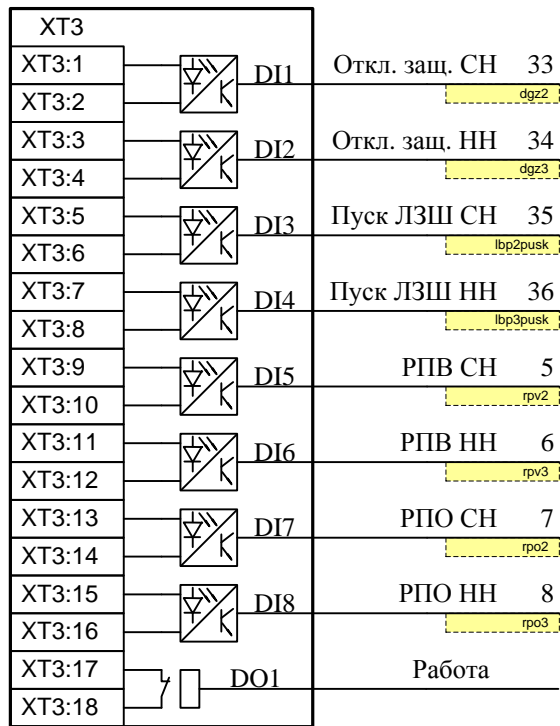 XT3
XT3:1
DI1 Откл. защ. СН 33
XT3:2
dgz2
XT3:3
DI2 Откл. защ. НН 34
XT3:4
dgz3
XT3:5
DI3 Пуск ЛЗШ СН 35
XT3:6
lbp2pusk
XT3:7
DI4 Пуск ЛЗШ НН 36
XT3:8
lbp3pusk
XT3:9
DI5 РПВ СН 5
XT3:10
rpv2
XT3:11
DI6 РПВ НН 6
XT3:12
rpv3
XT3:13
DI7 РПО СН 7
XT3:14
rpo2
XT3:15
DI8 РПО НН 8
XT3:16
rpo3
XT3:17
DO1 Работа
XT3:18